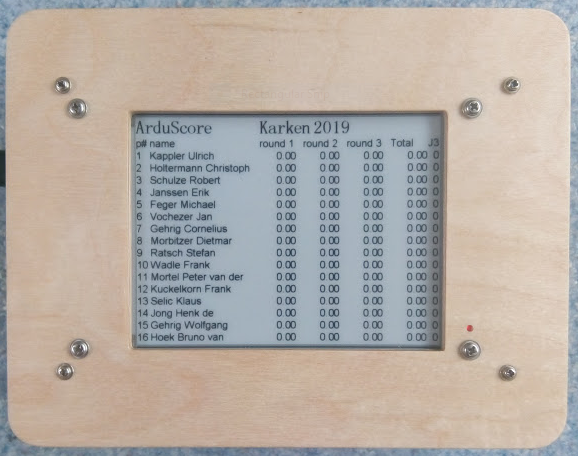 ArduScore Karken 2019
p# name round 1 round 2 round 3 Total J3
1 Kappler Ulrich 0.00 0.00 0.00 0.00 0
2 Holtermann Christoph 0.00 0.00 0.00 0.00 0
3 Schulze Robert 0.00 0.00 0.00 0.00 0
4 Janssen Erik 0.00 0.00 0.00 0.00 0
5 Feger Michael 0.00 0.00 0.00 0.00 0
6 Vochezer Jan 0.00 0.00 0.00 0.00 0
7 Gehrig Cornelius 0.00 0.00 0.00 0.00 0
8 Morbitzer Dietmar 0.00 0.00 0.00 0.00 0
9 Ratsch Stefan 0.00 0.00 0.00 0.00 0
10 Wadle Frank 0.00 0.00 0.00 0.00 0
11 Mortel Peter van der 0.00 0.00 0.00 0.00 0
12 Kuckelkorn Frank 0.00 0.00 0.00 0.00 0
13 Selic Klaus 0.00 0.00 0.00 0.00 0
14 Jong Henk de 0.00 0.00 0.00 0.00 0
15 Gehrig Wolfgang 0.00 0.00 0.00 0.00 0
16 Hoek Bruno van 0.00 0.00 0.00 0.00 0